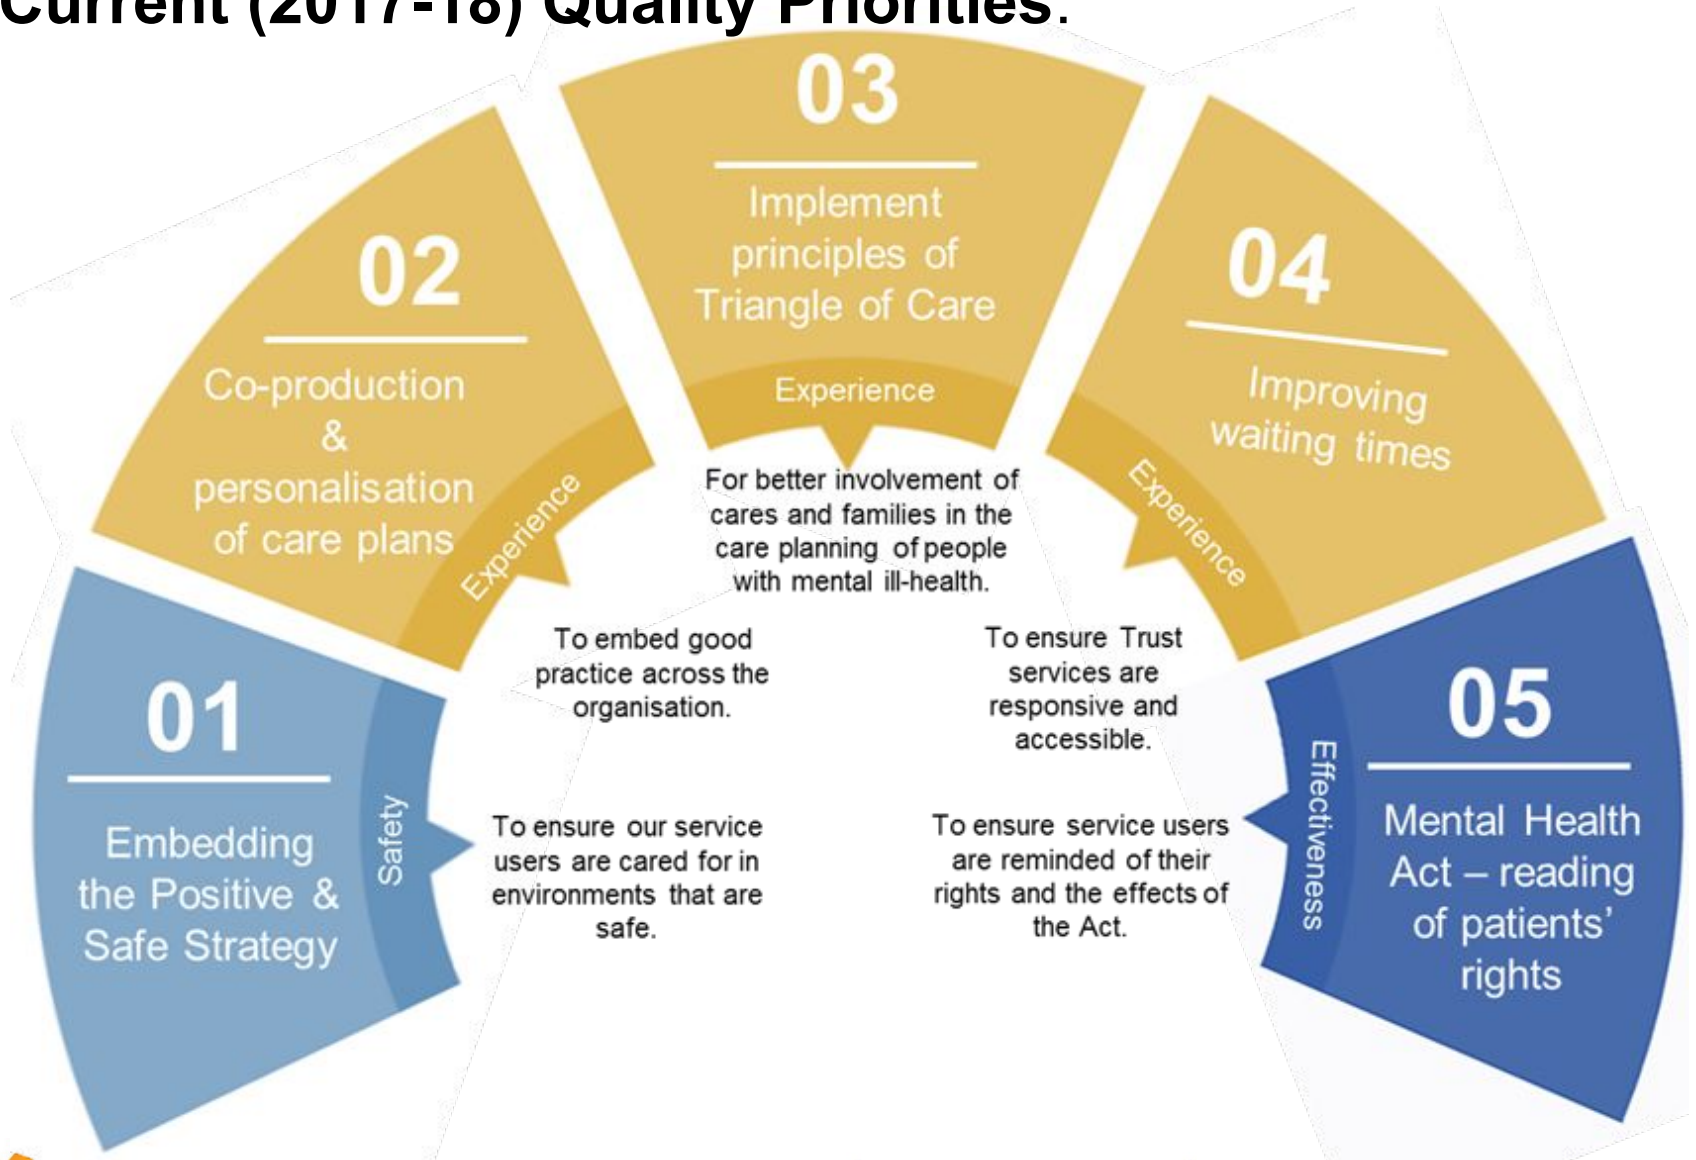 Current (2017-18) Quality Priorities.
01
Embedding
the Positive &
Safe Strategy
Safety
To ensure our service
users are cared for in
environments that are
safe.
02
Co-production
&
personalisation
of care plans
Experience
To embed good
practice across the
organisation.
03
Implement
principles of
Triangle of Care
Experience
For better involvement of
cares and families in the
care planning of people
with mental ill-health.
04
Improving
waiting times
Experience
To ensure Trust
services are
responsive and
accessible.
05
Mental Health
Act – reading
of patients’
rights
Effectiveness
To ensure service users
are reminded of their
rights and the effects of
the Act.